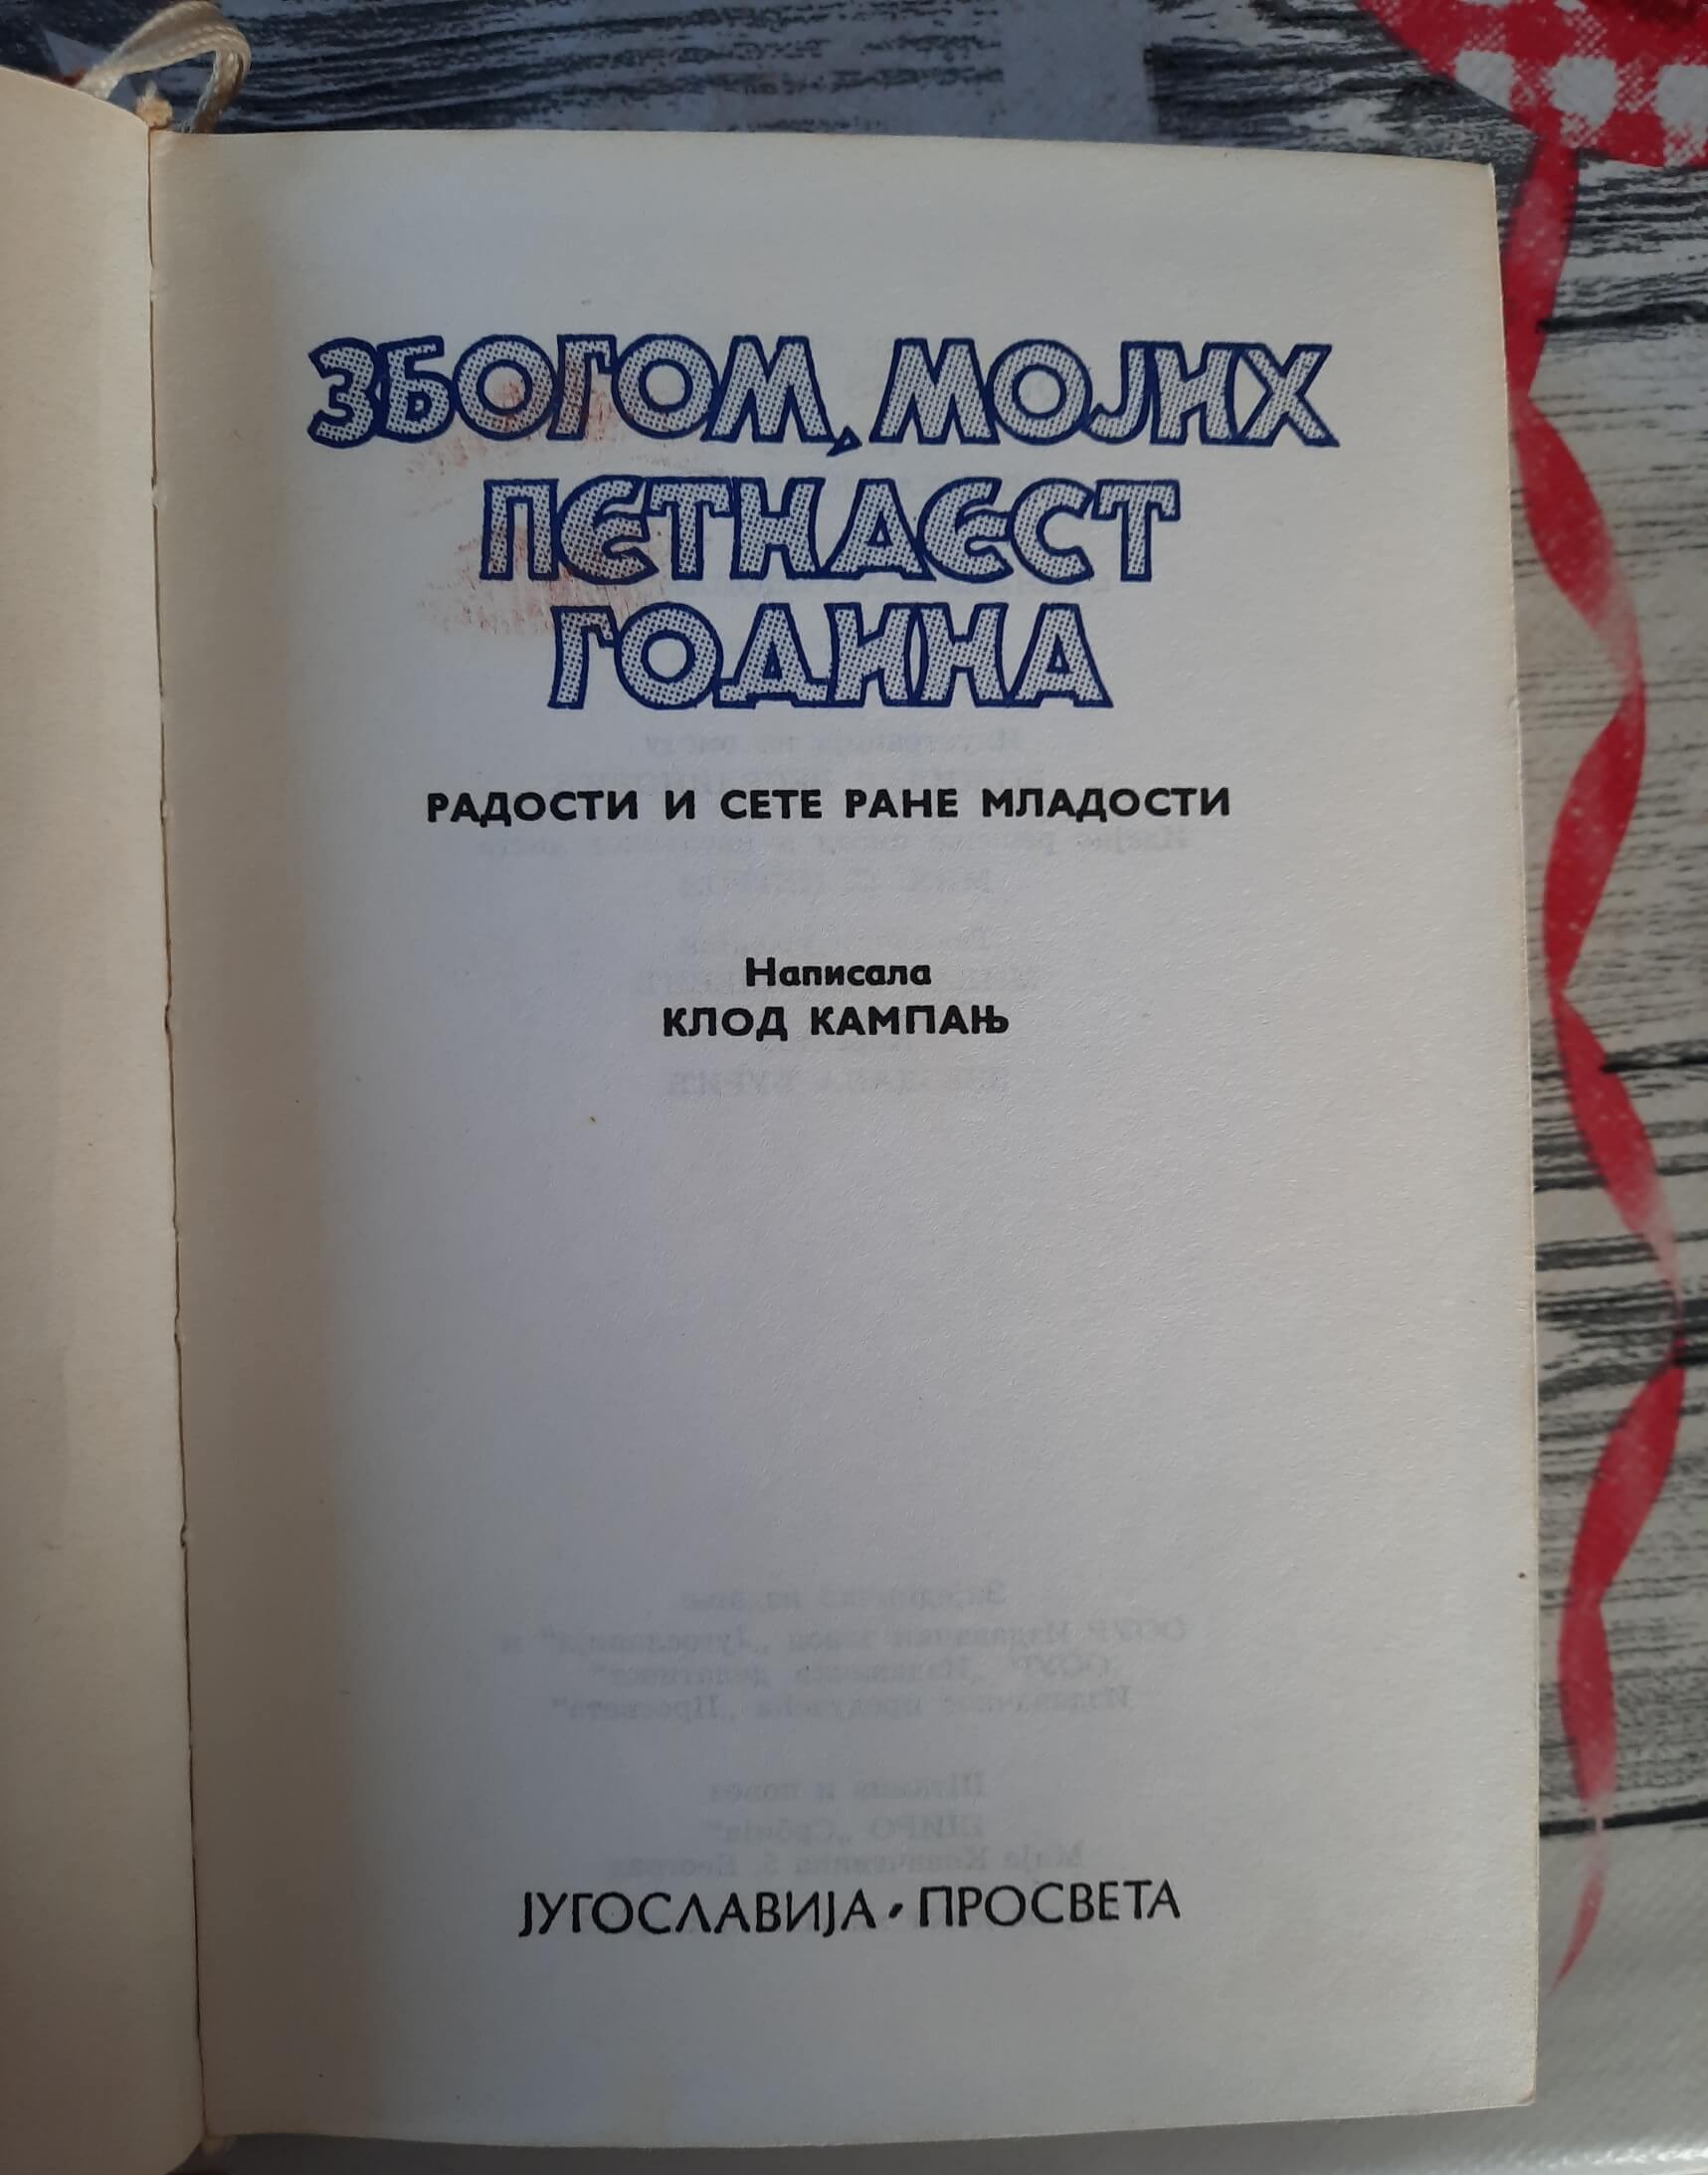 ЗБОГОМ, МОЈИХ
ПЕТНАЕСТ
ГОДИНА
РАДОСТИ И СЕТЕ РАНЕ МЛАДОСТИ
Написала
КЛОД КАМПАЊ
ЈУГОСЛАВИЈА · ПРОСВЕТА